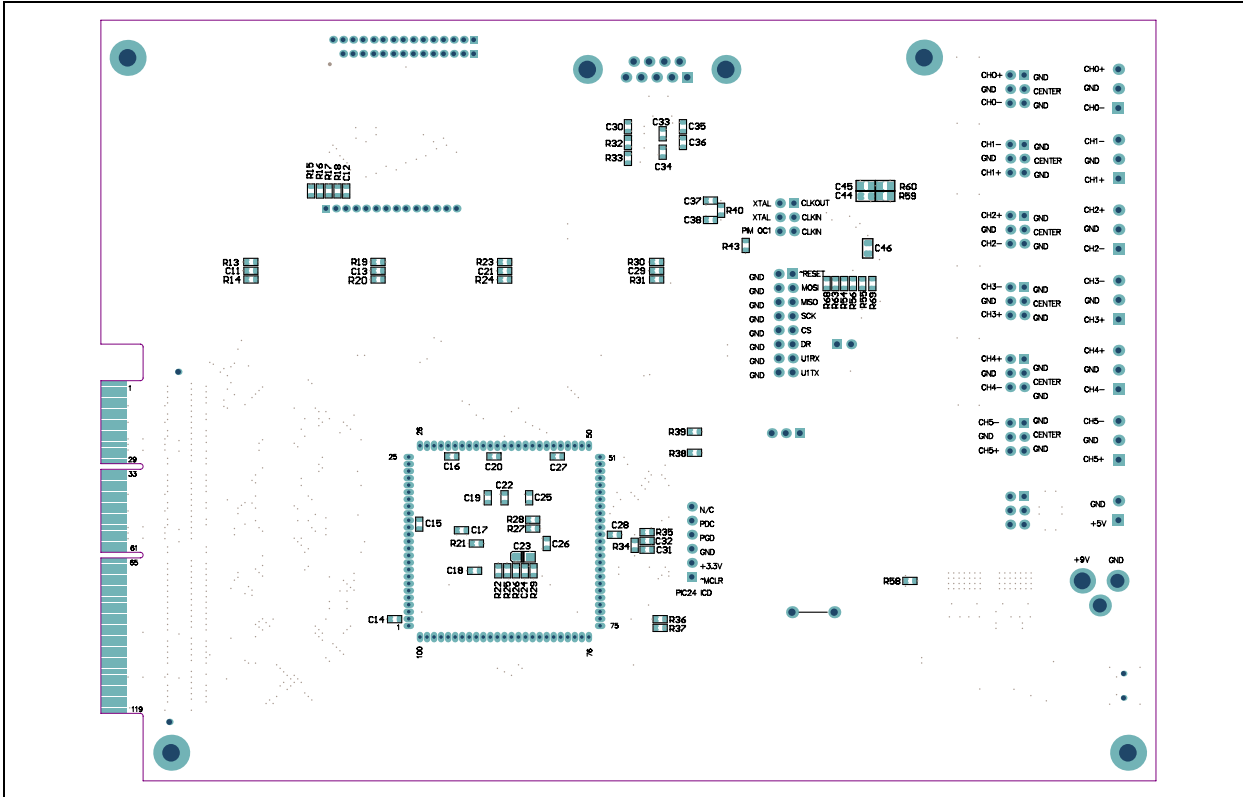 CH0+ GND CH0+
GND CENTER GND
CH0- GND CH0-
C30 C33 C35
R32 C36
R33 C34
CH1- GND CH1-
GND CENTER GND
CH1+ GND CH1+
R15 R16 R17 R18 C12
C45 R60
C44 R59
C37 R40 XTAL CLKOUT
C38 XTAL CLKIN
R43 PM OC1 CLKIN
C46
CH2+ GND CH2+
GND CENTER GND
CH2- GND CH2-
R13 R19 R23 R30
C11 C13 C21 C29
R14 R20 R24 R31
GND ~RESET
GND MOSI
GND MISO
GND SCK
GND CS
GND DR
GND U1RX
GND U1TX
R68 R63 R54 R56 R55 R69
CH3- GND CH3-
GND CENTER GND
CH3+ GND CH3+
CH4+ GND CH4+
GND CENTER GND
CH4- GND CH4-
1
29
33
61
65
119
26 50
25 51
C16 C20 C27
R39
R38
CH5- GND CH5-
GND CENTER GND
CH5+ GND CH5+
C19 C22 C25
C15 C17 R28
R27
R21 C26
C23
C18
R22 R25 R26 C24 R29
C28 R35
R34 C32
C31
N/C
PDC
PGD
GND
+3.3V
~MCLR
PIC24 ICD
GND
+5V
+9V GND
R58
C14 1 75
R36
R37
100 76